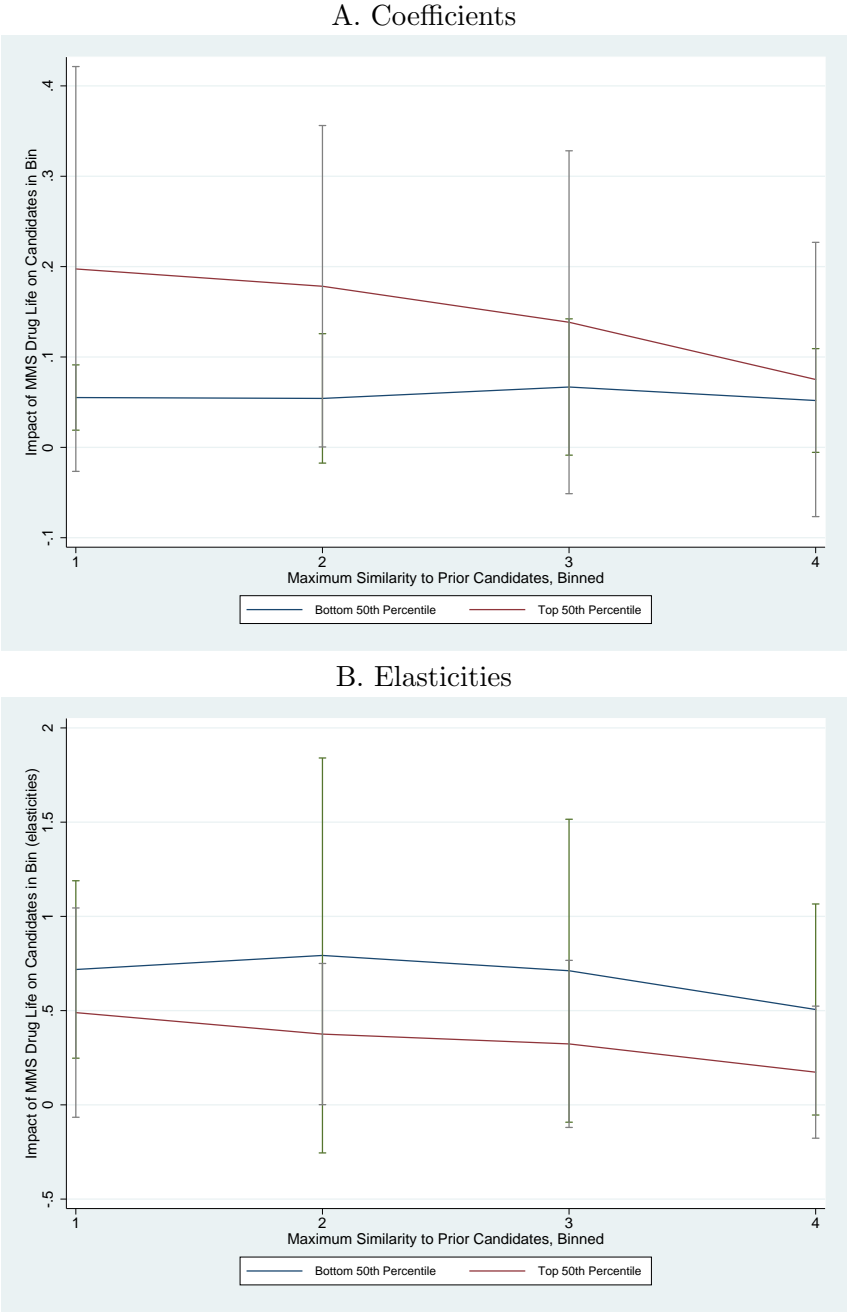 A. Coefficients
Impact of MMS Drug Life on Candidates in Bin
.4
.3
.2
.1
0
-.1
1 2 3 4
Maximum Similarity to Prior Candidates, Binned
Bottom 50th Percentile Top 50th Percentile
B. Elasticities
Impact of MMS Drug Life on Candidates in Bin (elasticities)
2
1.5
1
.5
0
-.5
1 2 3 4
Maximum Similarity to Prior Candidates, Binned
Bottom 50th Percentile Top 50th Percentile